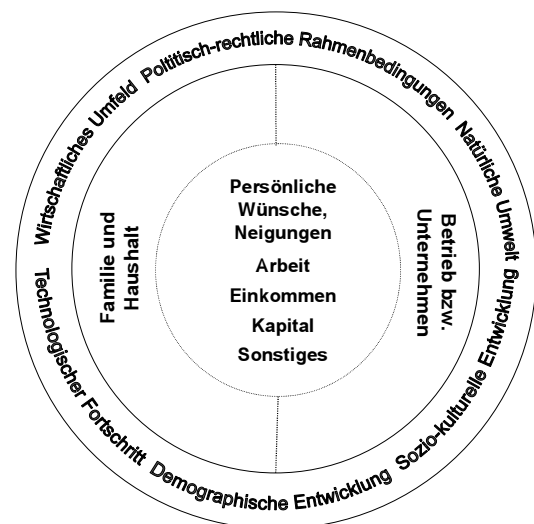 Wirtschaftliches Umfeld
Poltitisch-rechtliche Rahmenbedingungen
Natürliche Umwelt
Persönliche
Wünsche,
Neigungen
Arbeit
Einkommen
Kapital
Sonstiges
Familie und
Haushalt
Betrieb bzw.
Unternehmen
Technologischer Fortschritt
Demographische Entwicklung
Sozio-kulturelle Entwicklung